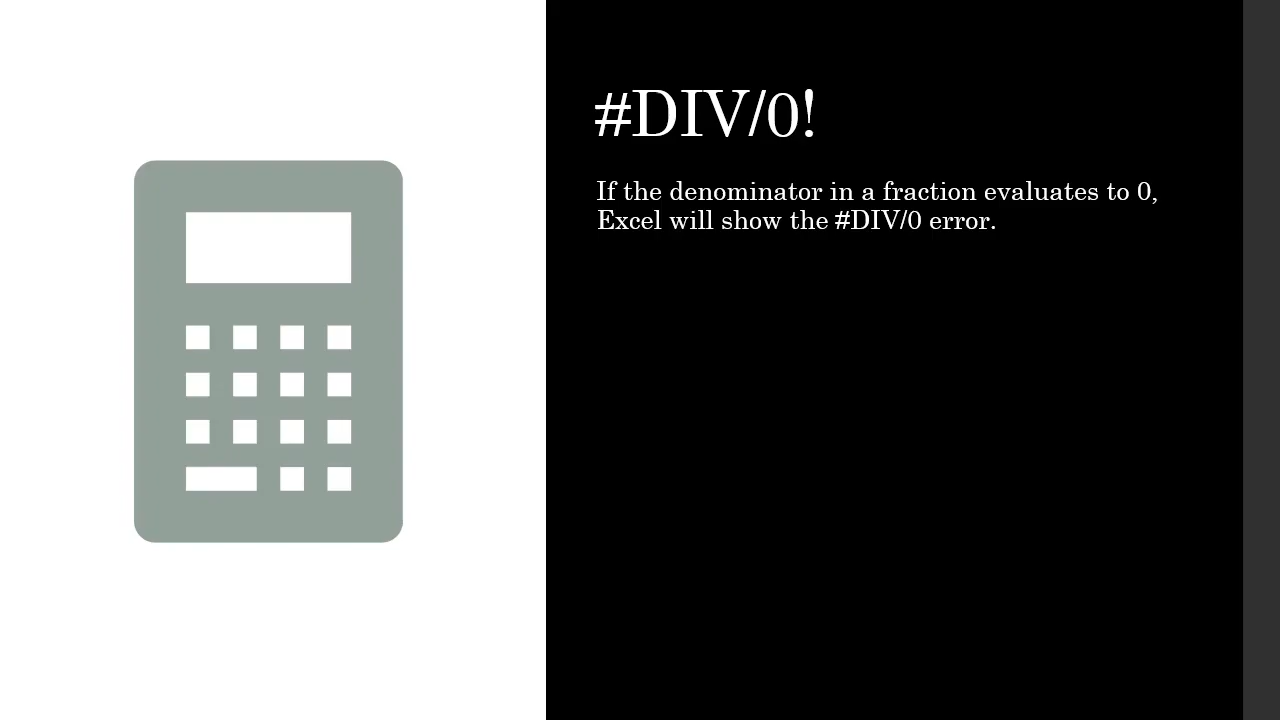 #DIV/0!
If the denominator in a fraction evaluates to 0,
Excel will show the #DIV/0 error.